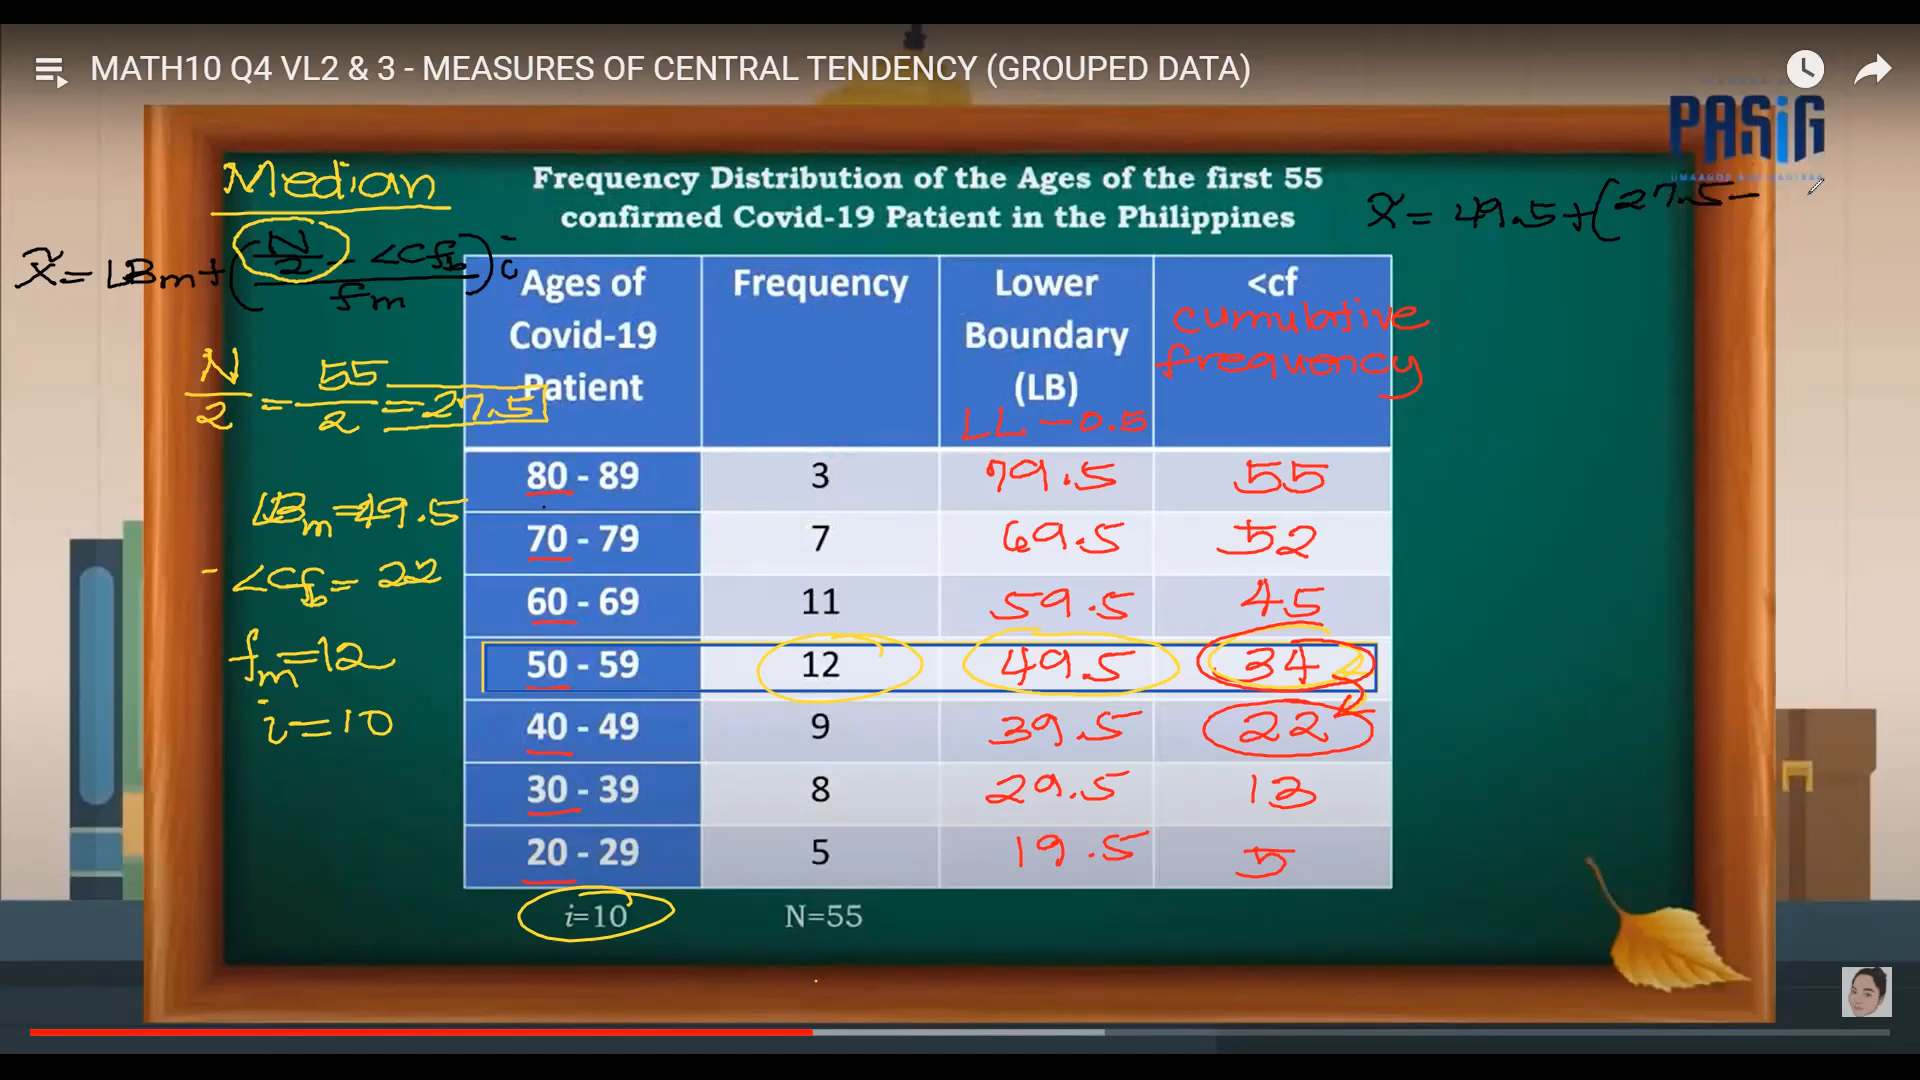 MATH10 Q4 VL2 & 3 - MEASURES OF CENTRAL TENDENCY (GROUPED DATA)
PASiG
Median
x̃ = LBm + (N/2 - <cfb / fm) i
N/2 = 55/2 = 27.5
LBm = 49.5
- <cfb = 22
fm = 12
i = 10
Frequency Distribution of the Ages of the first 55
confirmed Covid-19 Patient in the Philippines
x̃ = 49.5 + (27.5 -
Ages of Covid-19 Patient Frequency Lower Boundary (LB) LL - 0.5 <cf cumulative frequency
80 - 89 3 79.5 55
70 - 79 7 69.5 52
60 - 69 11 59.5 45
50 - 59 12 49.5 34
40 - 49 9 39.5 22
30 - 39 8 29.5 13
20 - 29 5 19.5 5
i=10 N=55